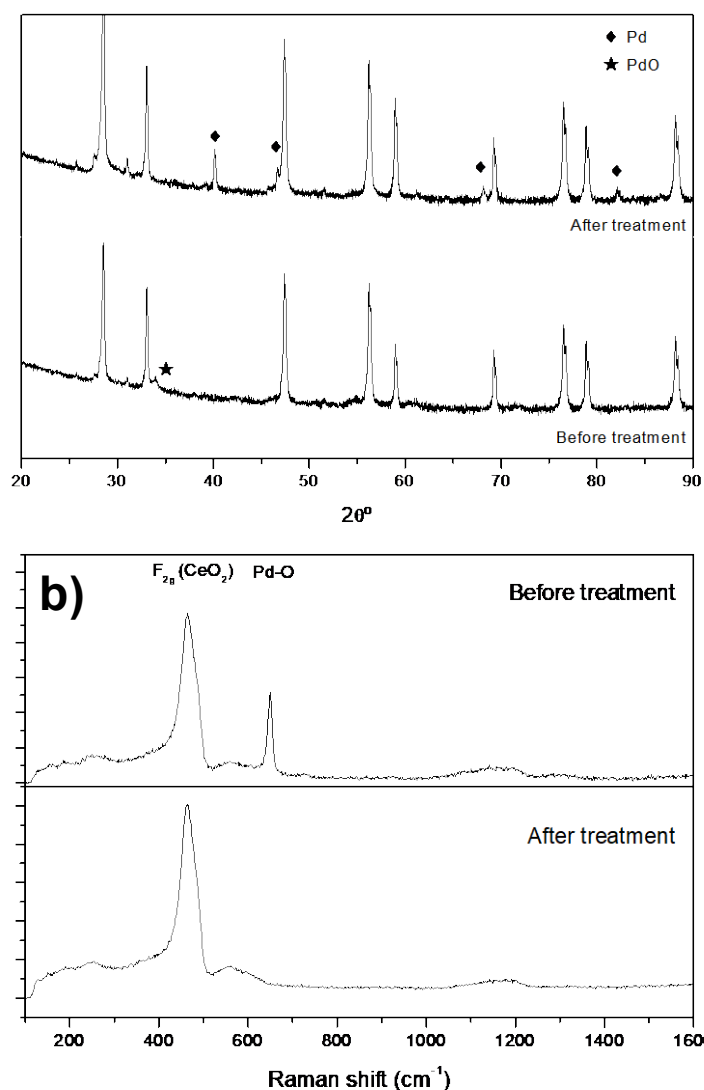 ◆ Pd
★ PdO
After treatment
Before treatment
20 30 40 50 60 70 80 90
2θº
b)
F2g (CeO2) Pd-O
Before treatment
After treatment
200 400 600 800 1000 1200 1400 1600
Raman shift (cm⁻¹)